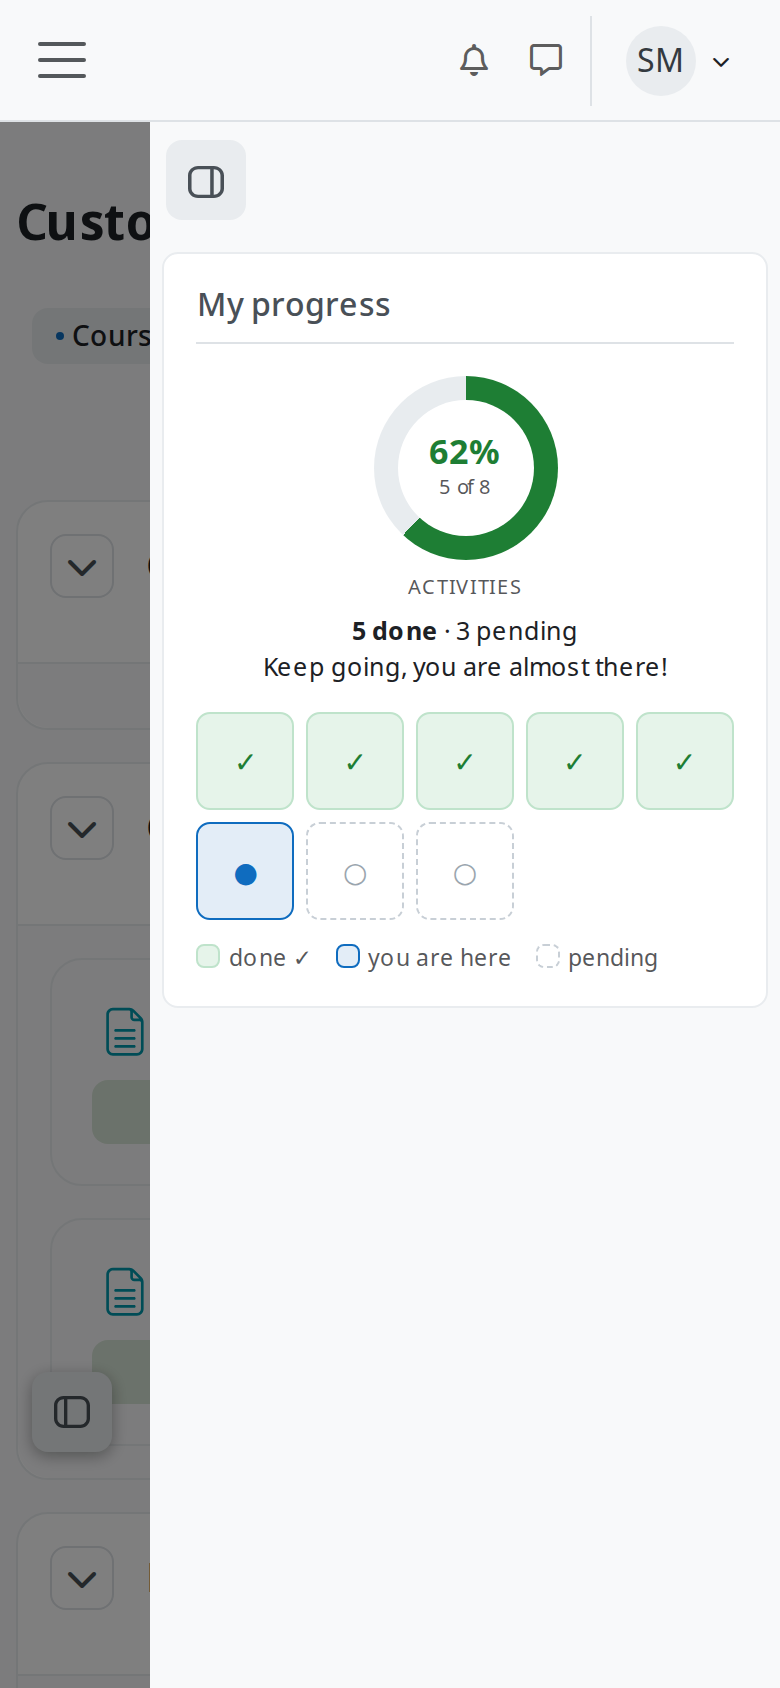 SM
Custo
Cours
My progress
62%
5 of 8
ACTIVITIES
5 done · 3 pending
Keep going, you are almost there!
✓ ✓ ✓ ✓ ✓
done ✓ you are here pending